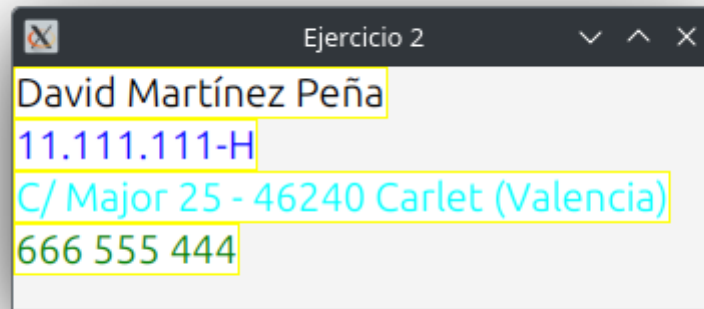 Ejercicio 2
David Martínez Peña
11.111.111-H
C/ Major 25 - 46240 Carlet (Valencia)
666 555 444